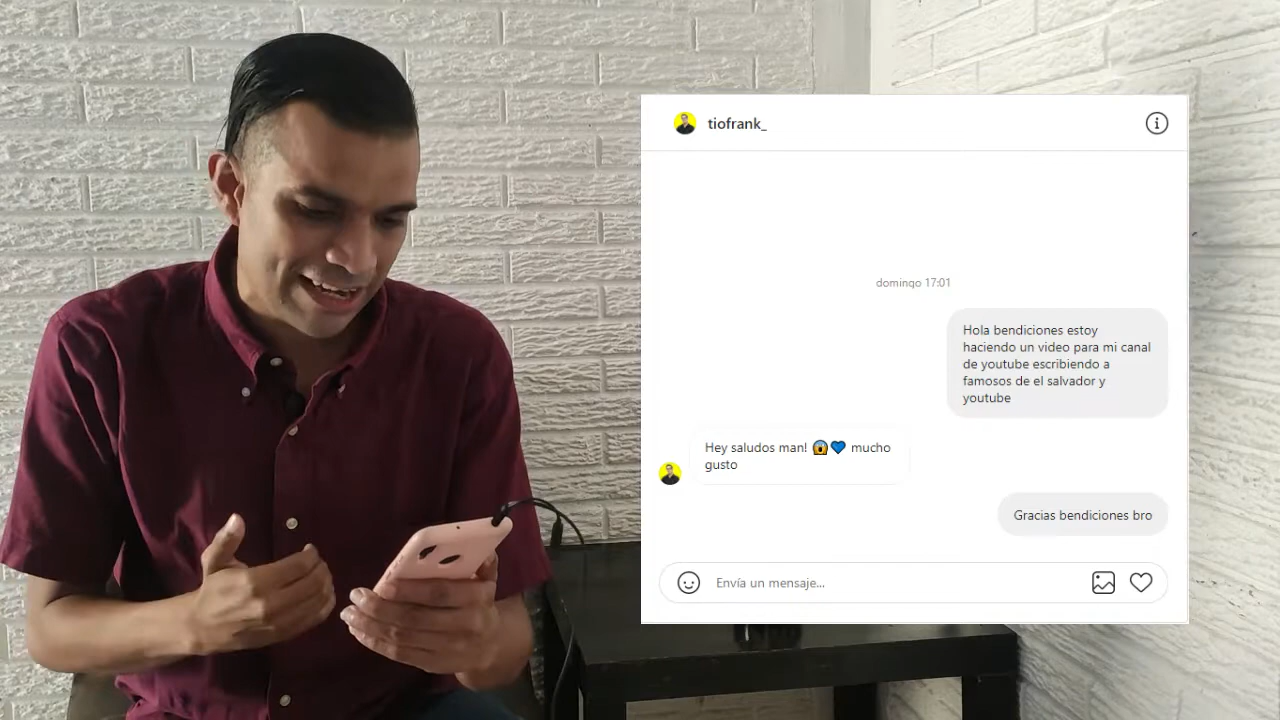 tiofrank_
domingo 17:01
Hola bendiciones estoy
haciendo un video para mi canal
de youtube escribiendo a
famosos de el salvador y
youtube
Hey saludos man! 😱💙 mucho
gusto
Gracias bendiciones bro
Envía un mensaje...